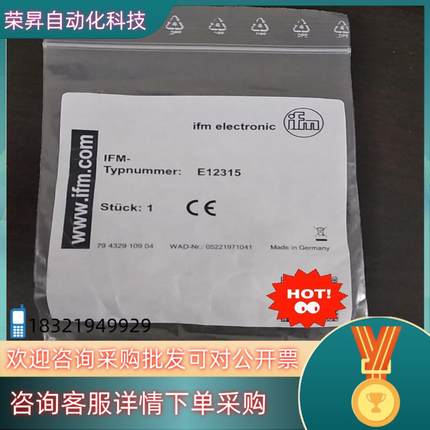 荣昇自动化科技
ifm electronic
ifm
IFM-
Typnummer: E12315
Stück: 1
CE
79 4329 109 04 WAD-Nr.: 05221971041 Made in Germany
www.ifm.com
HOT!
18321949929
欢迎咨询采购批发可对公开票
咨询客服详情下单采购